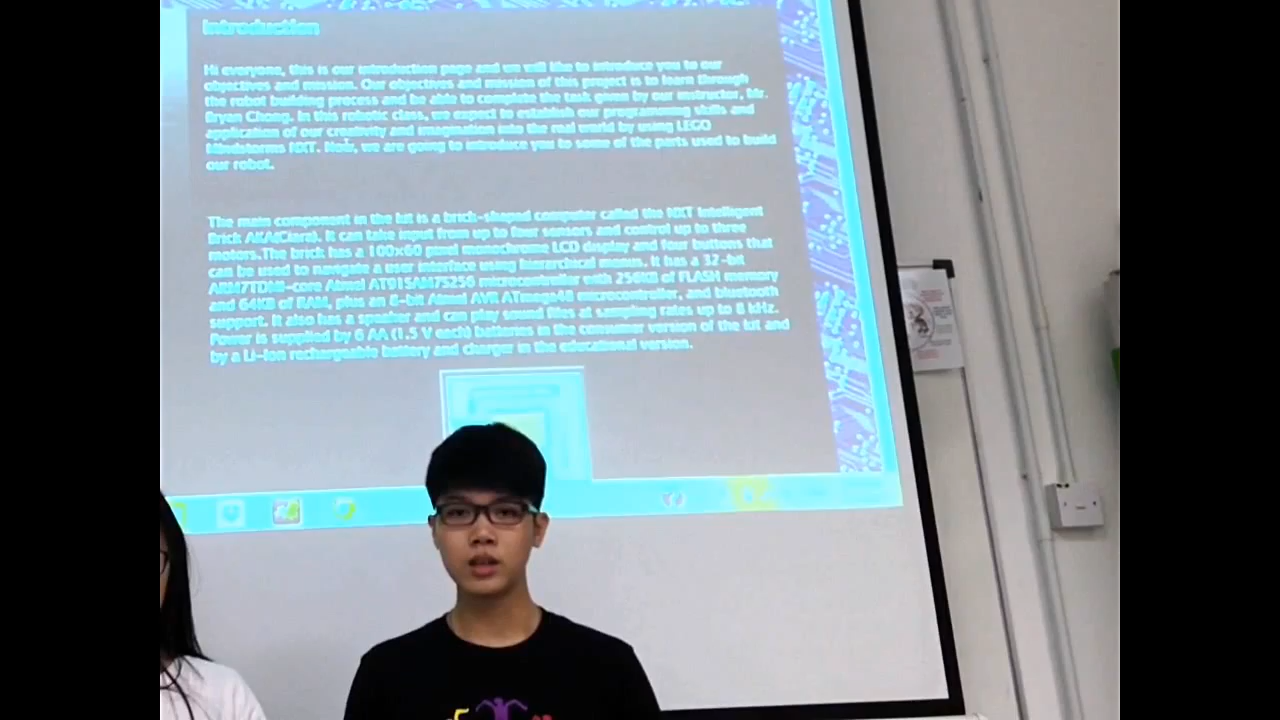 Introduction
Hi everyone, this is our introduction page and we will like to introduce you to our
objectives and mission. Our objectives and mission of this project is to learn through
the robot building process and be able to complete the task given by our instructor, Mr.
Bryan Chong. In this robotic class, we expect to establish our programming skills and
application of our creativity and imagination into the real world by using LEGO
Mindstorms NXT. Now, we are going to introduce you to some of the parts used to build
our robot.
The main component in the kit is a brick-shaped computer called the NXT Intelligent
Brick AKA(Ciara). It can take input from up to four sensors and control up to three
motors.The brick has a 100x60 pixel monochrome LCD display and four buttons that
can be used to navigate a user interface using hierarchical menus. It has a 32-bit
ARM7TDMI-core Atmel AT91SAM7S256 microcontroller with 256KB of FLASH memory
and 64KB of RAM, plus an 8-bit Atmel AVR ATmega48 microcontroller, and bluetooth
support. It also has a speaker and can play sound files at sampling rates up to 8 kHz.
Power is supplied by 6 AA (1.5 V each) batteries in the consumer version of the kit and
by a Li-Ion rechargeable battery and charger in the educational version.